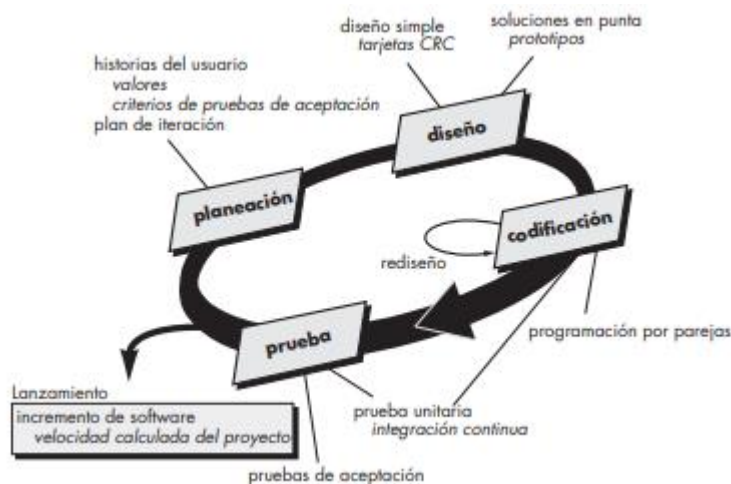 diseño simple
tarjetas CRC
soluciones en punta
prototipos
historias del usuario
valores
criterios de pruebas de aceptación
plan de iteración
diseño
planeación
codificación
rediseño
programación por parejas
prueba
Lanzamiento
incremento de software
velocidad calculada del proyecto
prueba unitaria
integración continua
pruebas de aceptación